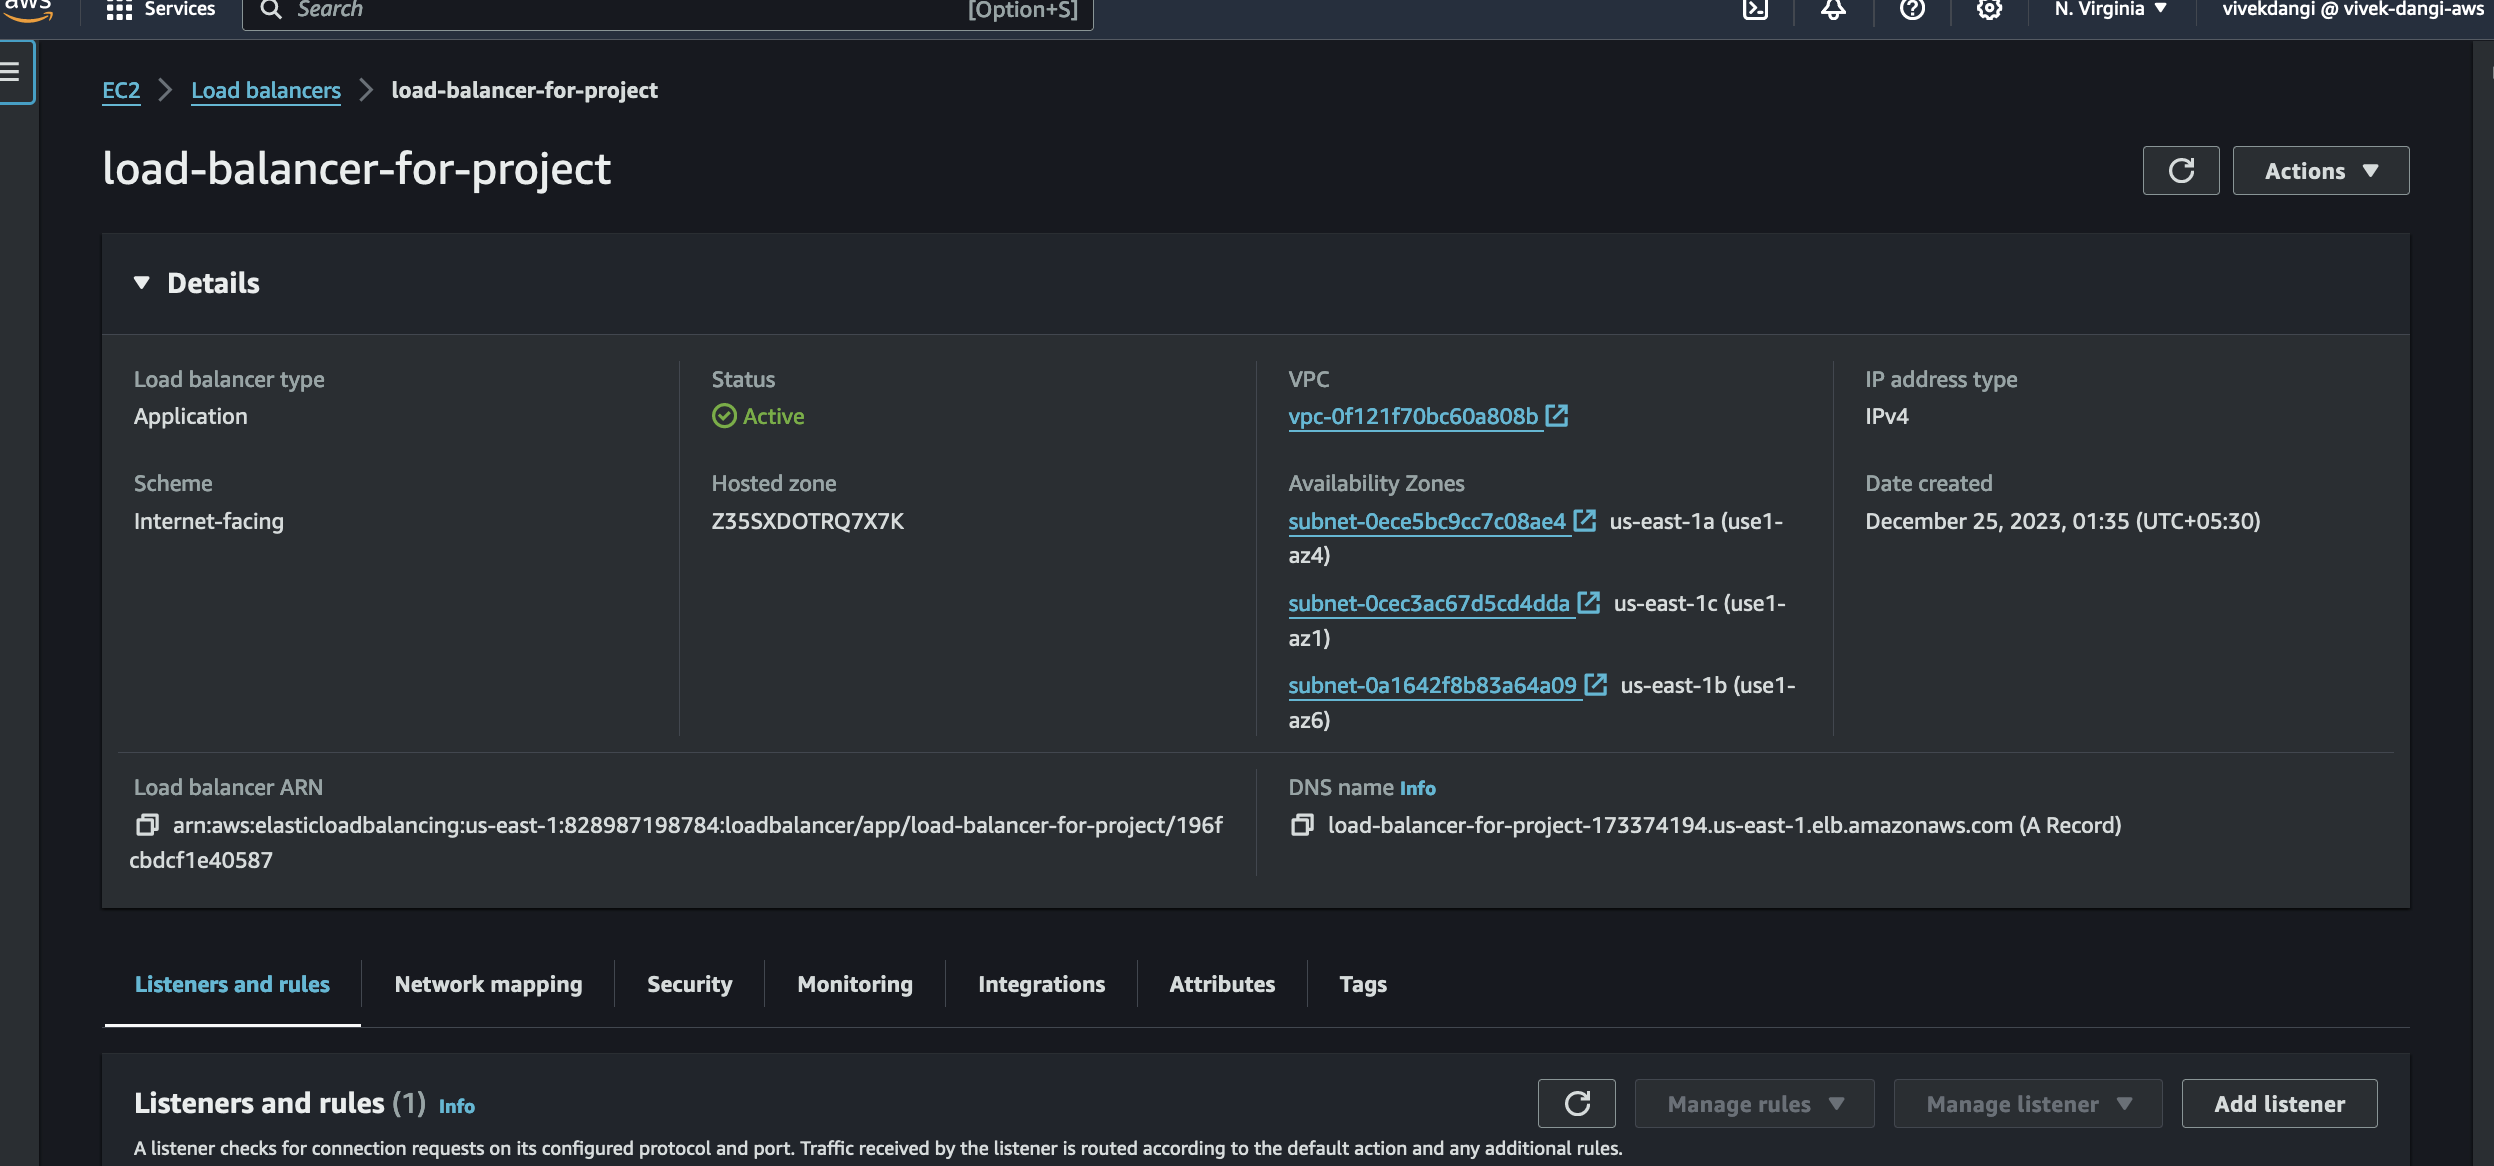 aws
Services
Search
[Option+S]
N. Virginia
vivekdangi @ vivek-dangi-aws
EC2
Load balancers
load-balancer-for-project
load-balancer-for-project
Actions
Details
Load balancer type
Application
Status
Active
VPC
vpc-0f121f70bc60a808b
IP address type
IPv4
Scheme
Internet-facing
Hosted zone
Z35SXDOTRQ7X7K
Availability Zones
subnet-0ece5bc9cc7c08ae4 us-east-1a (use1-
az4)
subnet-0cec3ac67d5cd4dda us-east-1c (use1-
az1)
subnet-0a1642f8b83a64a09 us-east-1b (use1-
az6)
Date created
December 25, 2023, 01:35 (UTC+05:30)
Load balancer ARN
arn:aws:elasticloadbalancing:us-east-1:828987198784:loadbalancer/app/load-balancer-for-project/196f
cbdcf1e40587
DNS name Info
load-balancer-for-project-173374194.us-east-1.elb.amazonaws.com (A Record)
Listeners and rules
Network mapping
Security
Monitoring
Integrations
Attributes
Tags
Listeners and rules (1) Info
Manage rules
Manage listener
Add listener
A listener checks for connection requests on its configured protocol and port. Traffic received by the listener is routed according to the default action and any additional rules.